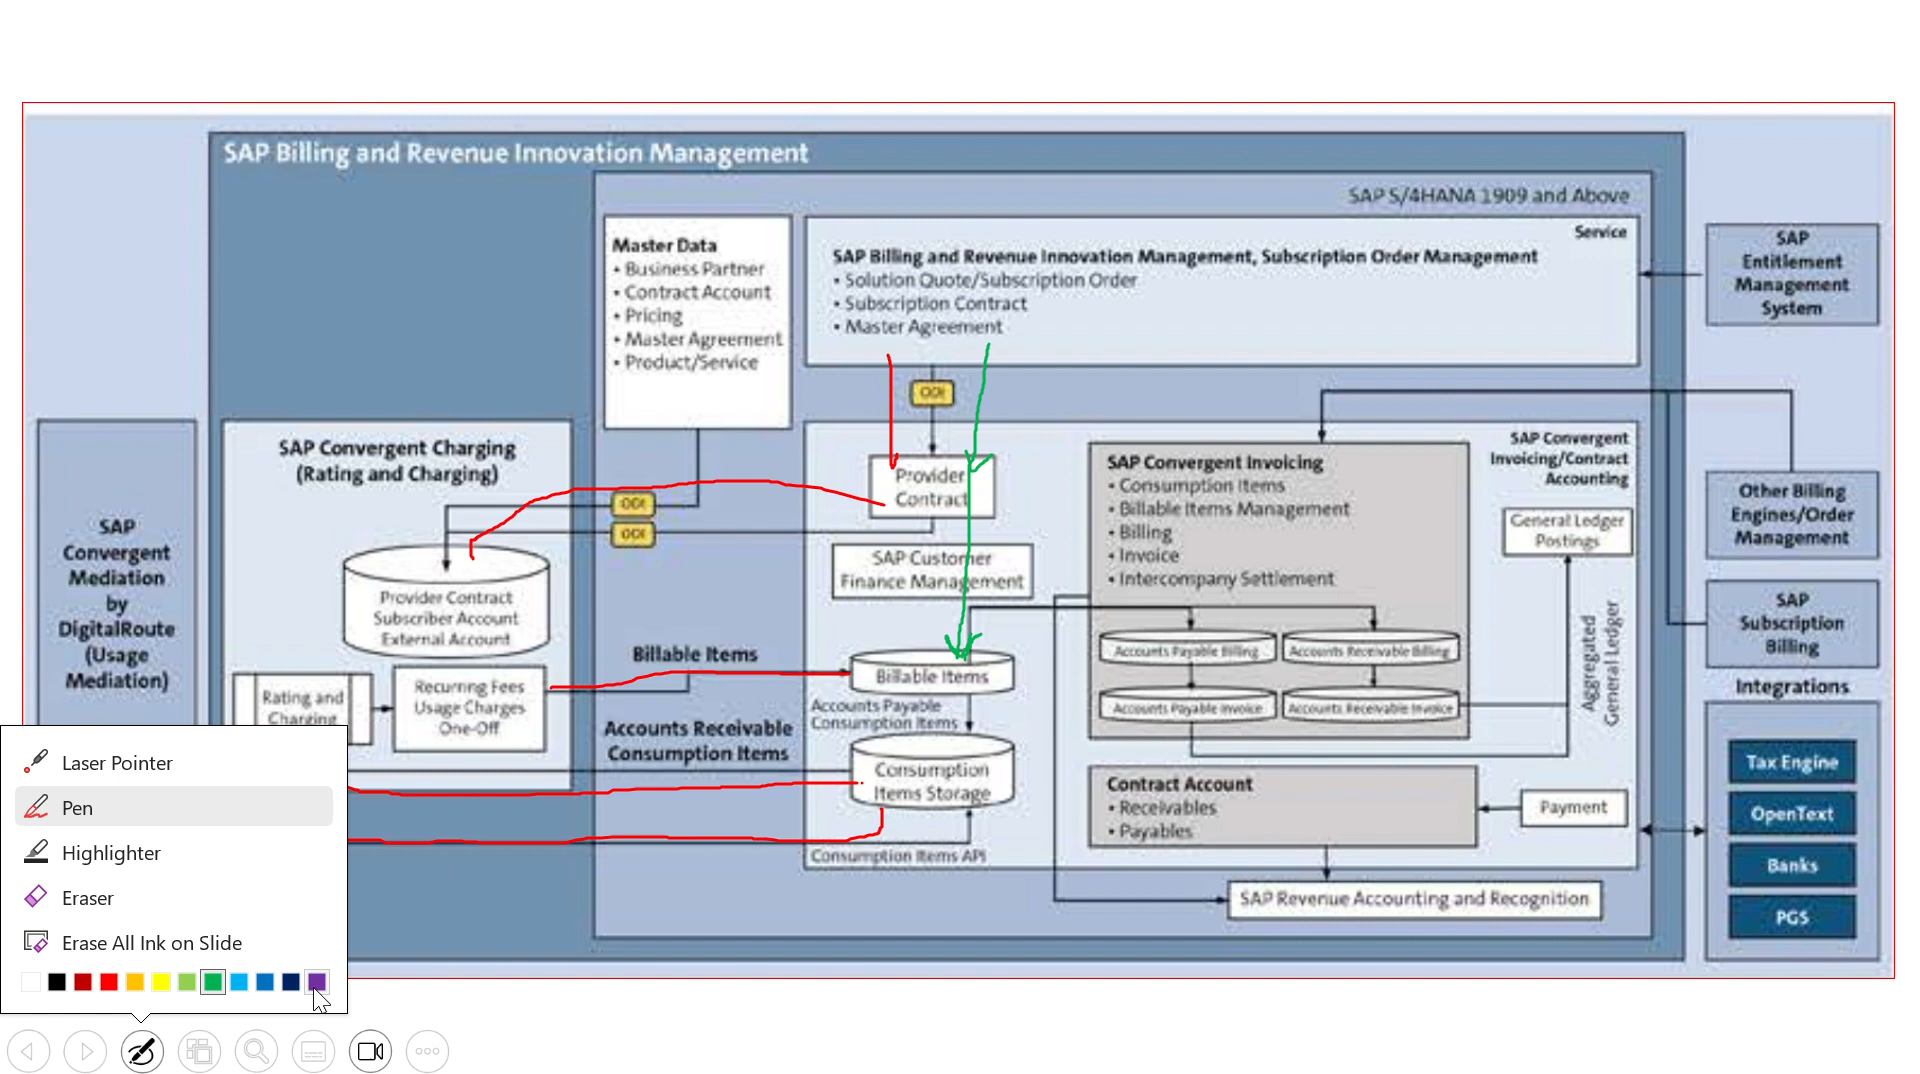 SAP Billing and Revenue Innovation Management
SAP S/4HANA 1909 and Above
Master Data
• Business Partner
• Contract Account
• Pricing
• Master Agreement
• Product/Service
Service
SAP Billing and Revenue Innovation Management, Subscription Order Management
• Solution Quote/Subscription Order
• Subscription Contract
• Master Agreement
SAP
Entitlement
Management
System
ODI
SAP Convergent
Mediation
by
DigitalRoute
(Usage
Mediation)
SAP Convergent Charging
(Rating and Charging)
ODI
ODI
Provider Contract
Subscriber Account
External Account
Rating and
Charging
Recurring Fees
Usage Charges
One-Off
Billable Items
Accounts Receivable
Consumption Items
Provider
Contract
SAP Customer
Finance Management
Billable Items
Accounts Payable
Consumption Items
Consumption
Items Storage
Consumption Items API
SAP Convergent Invoicing
• Consumption Items
• Billable Items Management
• Billing
• Invoice
• Intercompany Settlement
Accounts Payable Billing
Accounts Receivable Billing
Accounts Payable Invoice
Accounts Receivable Invoice
SAP Convergent
Invoicing/Contract
Accounting
General Ledger
Postings
Aggregated
General Ledger
Contract Account
• Receivables
• Payables
Payment
SAP Revenue Accounting and Recognition
Other Billing
Engines/Order
Management
SAP
Subscription
Billing
Integrations
Tax Engine
OpenText
Banks
PGS
Laser Pointer
Pen
Highlighter
Eraser
Erase All Ink on Slide